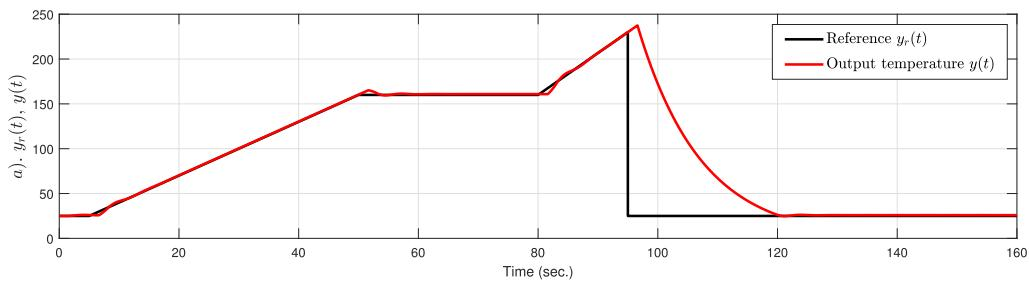 250
200
150
100
50
0
a). y_r(t), y(t)
Reference y_r(t)
Output temperature y(t)
0 20 40 60 80 100 120 140 160
Time (sec.)